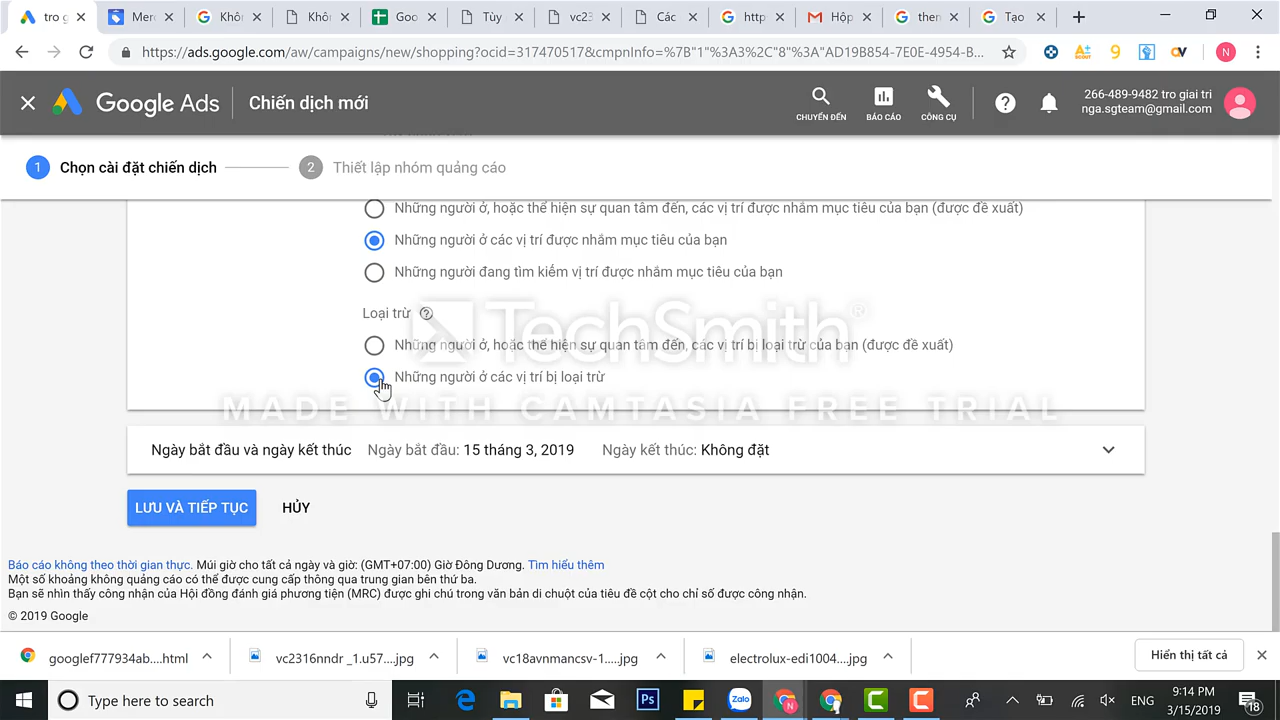 tro g
Merc
Khôn
Khôn
Goo
Tùy
vc23
Các
http
Hộp
then
Tạo
https://ads.google.com/aw/campaigns/new/shopping?ocid=317470517&cmpnInfo=%7B"1"%3A3%2C"8"%3A"AD19B854-7E0E-4954-B...
N
Google Ads
Chiến dịch mới
CHUYỂN ĐẾN
BÁO CÁO
CÔNG CỤ
266-489-9482 tro giai tri
nga.sgteam@gmail.com
1 Chọn cài đặt chiến dịch
2 Thiết lập nhóm quảng cáo
Những người ở, hoặc thể hiện sự quan tâm đến, các vị trí được nhắm mục tiêu của bạn (được đề xuất)
Những người ở các vị trí được nhắm mục tiêu của bạn
Những người đang tìm kiếm vị trí được nhắm mục tiêu của bạn
Loại trừ
TechSmith®
Những người ở, hoặc thể hiện sự quan tâm đến, các vị trí bị loại trừ của bạn (được đề xuất)
Những người ở các vị trí bị loại trừ
MADE WITH CAMTASIA FREE TRIAL
Ngày bắt đầu và ngày kết thúc Ngày bắt đầu: 15 tháng 3, 2019 Ngày kết thúc: Không đặt
LƯU VÀ TIẾP TỤC
HỦY
Báo cáo không theo thời gian thực. Múi giờ cho tất cả ngày và giờ: (GMT+07:00) Giờ Đông Dương. Tìm hiểu thêm
Một số khoảng không quảng cáo có thể được cung cấp thông qua trung gian bên thứ ba.
Bạn sẽ nhìn thấy công nhận của Hội đồng đánh giá phương tiện (MRC) được ghi chú trong văn bản di chuột của tiêu đề cột cho chỉ số được công nhận.
© 2019 Google
googlef777934ab....html
vc2316nndr _1.u57....jpg
vc18avnmancsv-1.....jpg
electrolux-edi1004....jpg
Hiển thị tất cả
Type here to search
Ps
Zalo
ENG
9:14 PM
3/15/2019
18